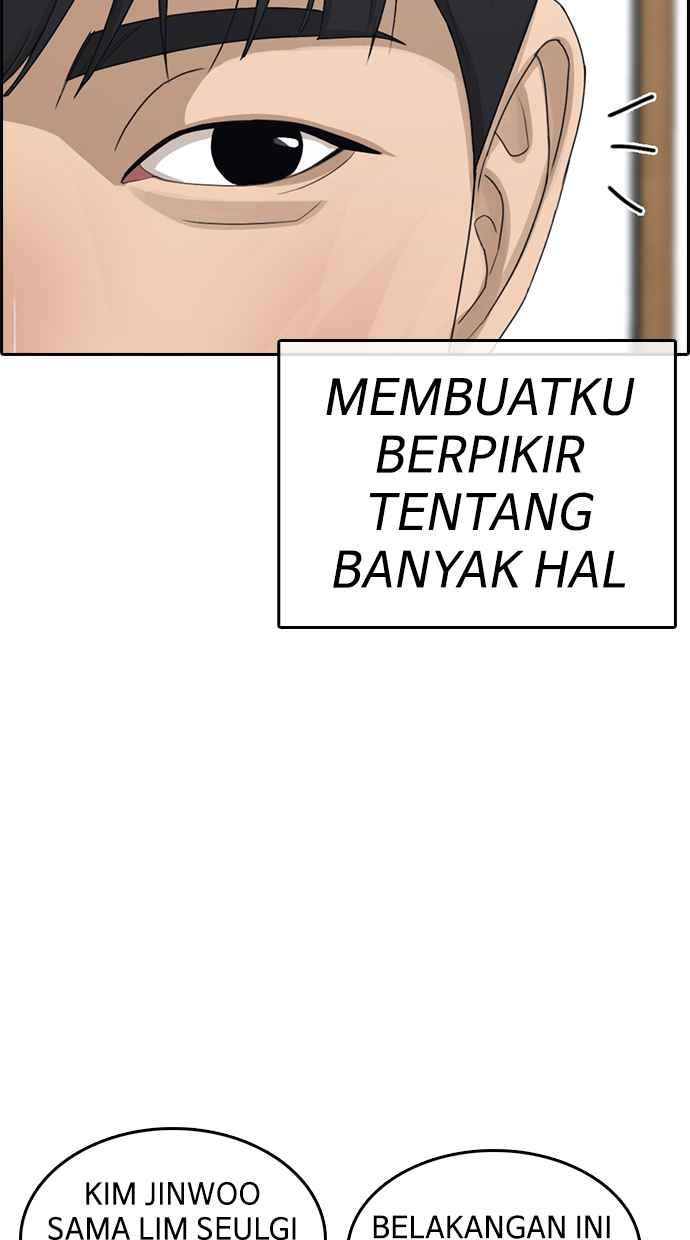 MEMBUATKU
BERPIKIR
TENTANG
BANYAK HAL
KIM JINWOO
SAMA LIM SEULGI
BELAKANGAN INI